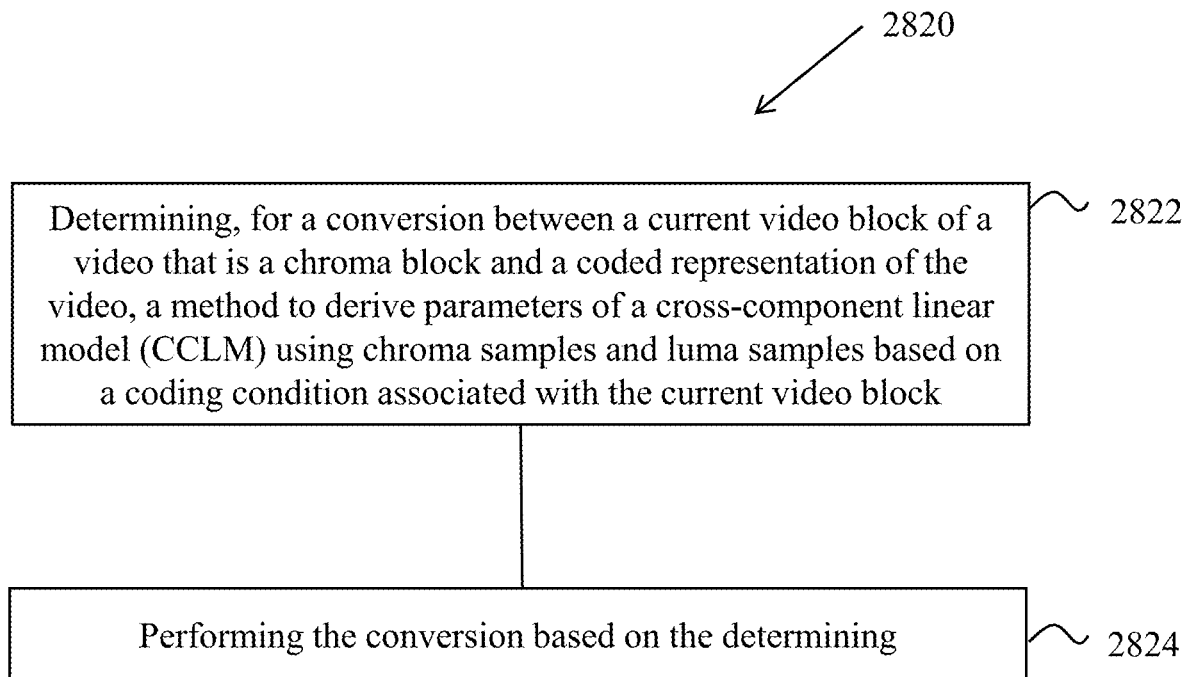 2820
Determining, for a conversion between a current video block of a
video that is a chroma block and a coded representation of the
video, a method to derive parameters of a cross-component linear
model (CCLM) using chroma samples and luma samples based on
a coding condition associated with the current video block
2822
Performing the conversion based on the determining
2824